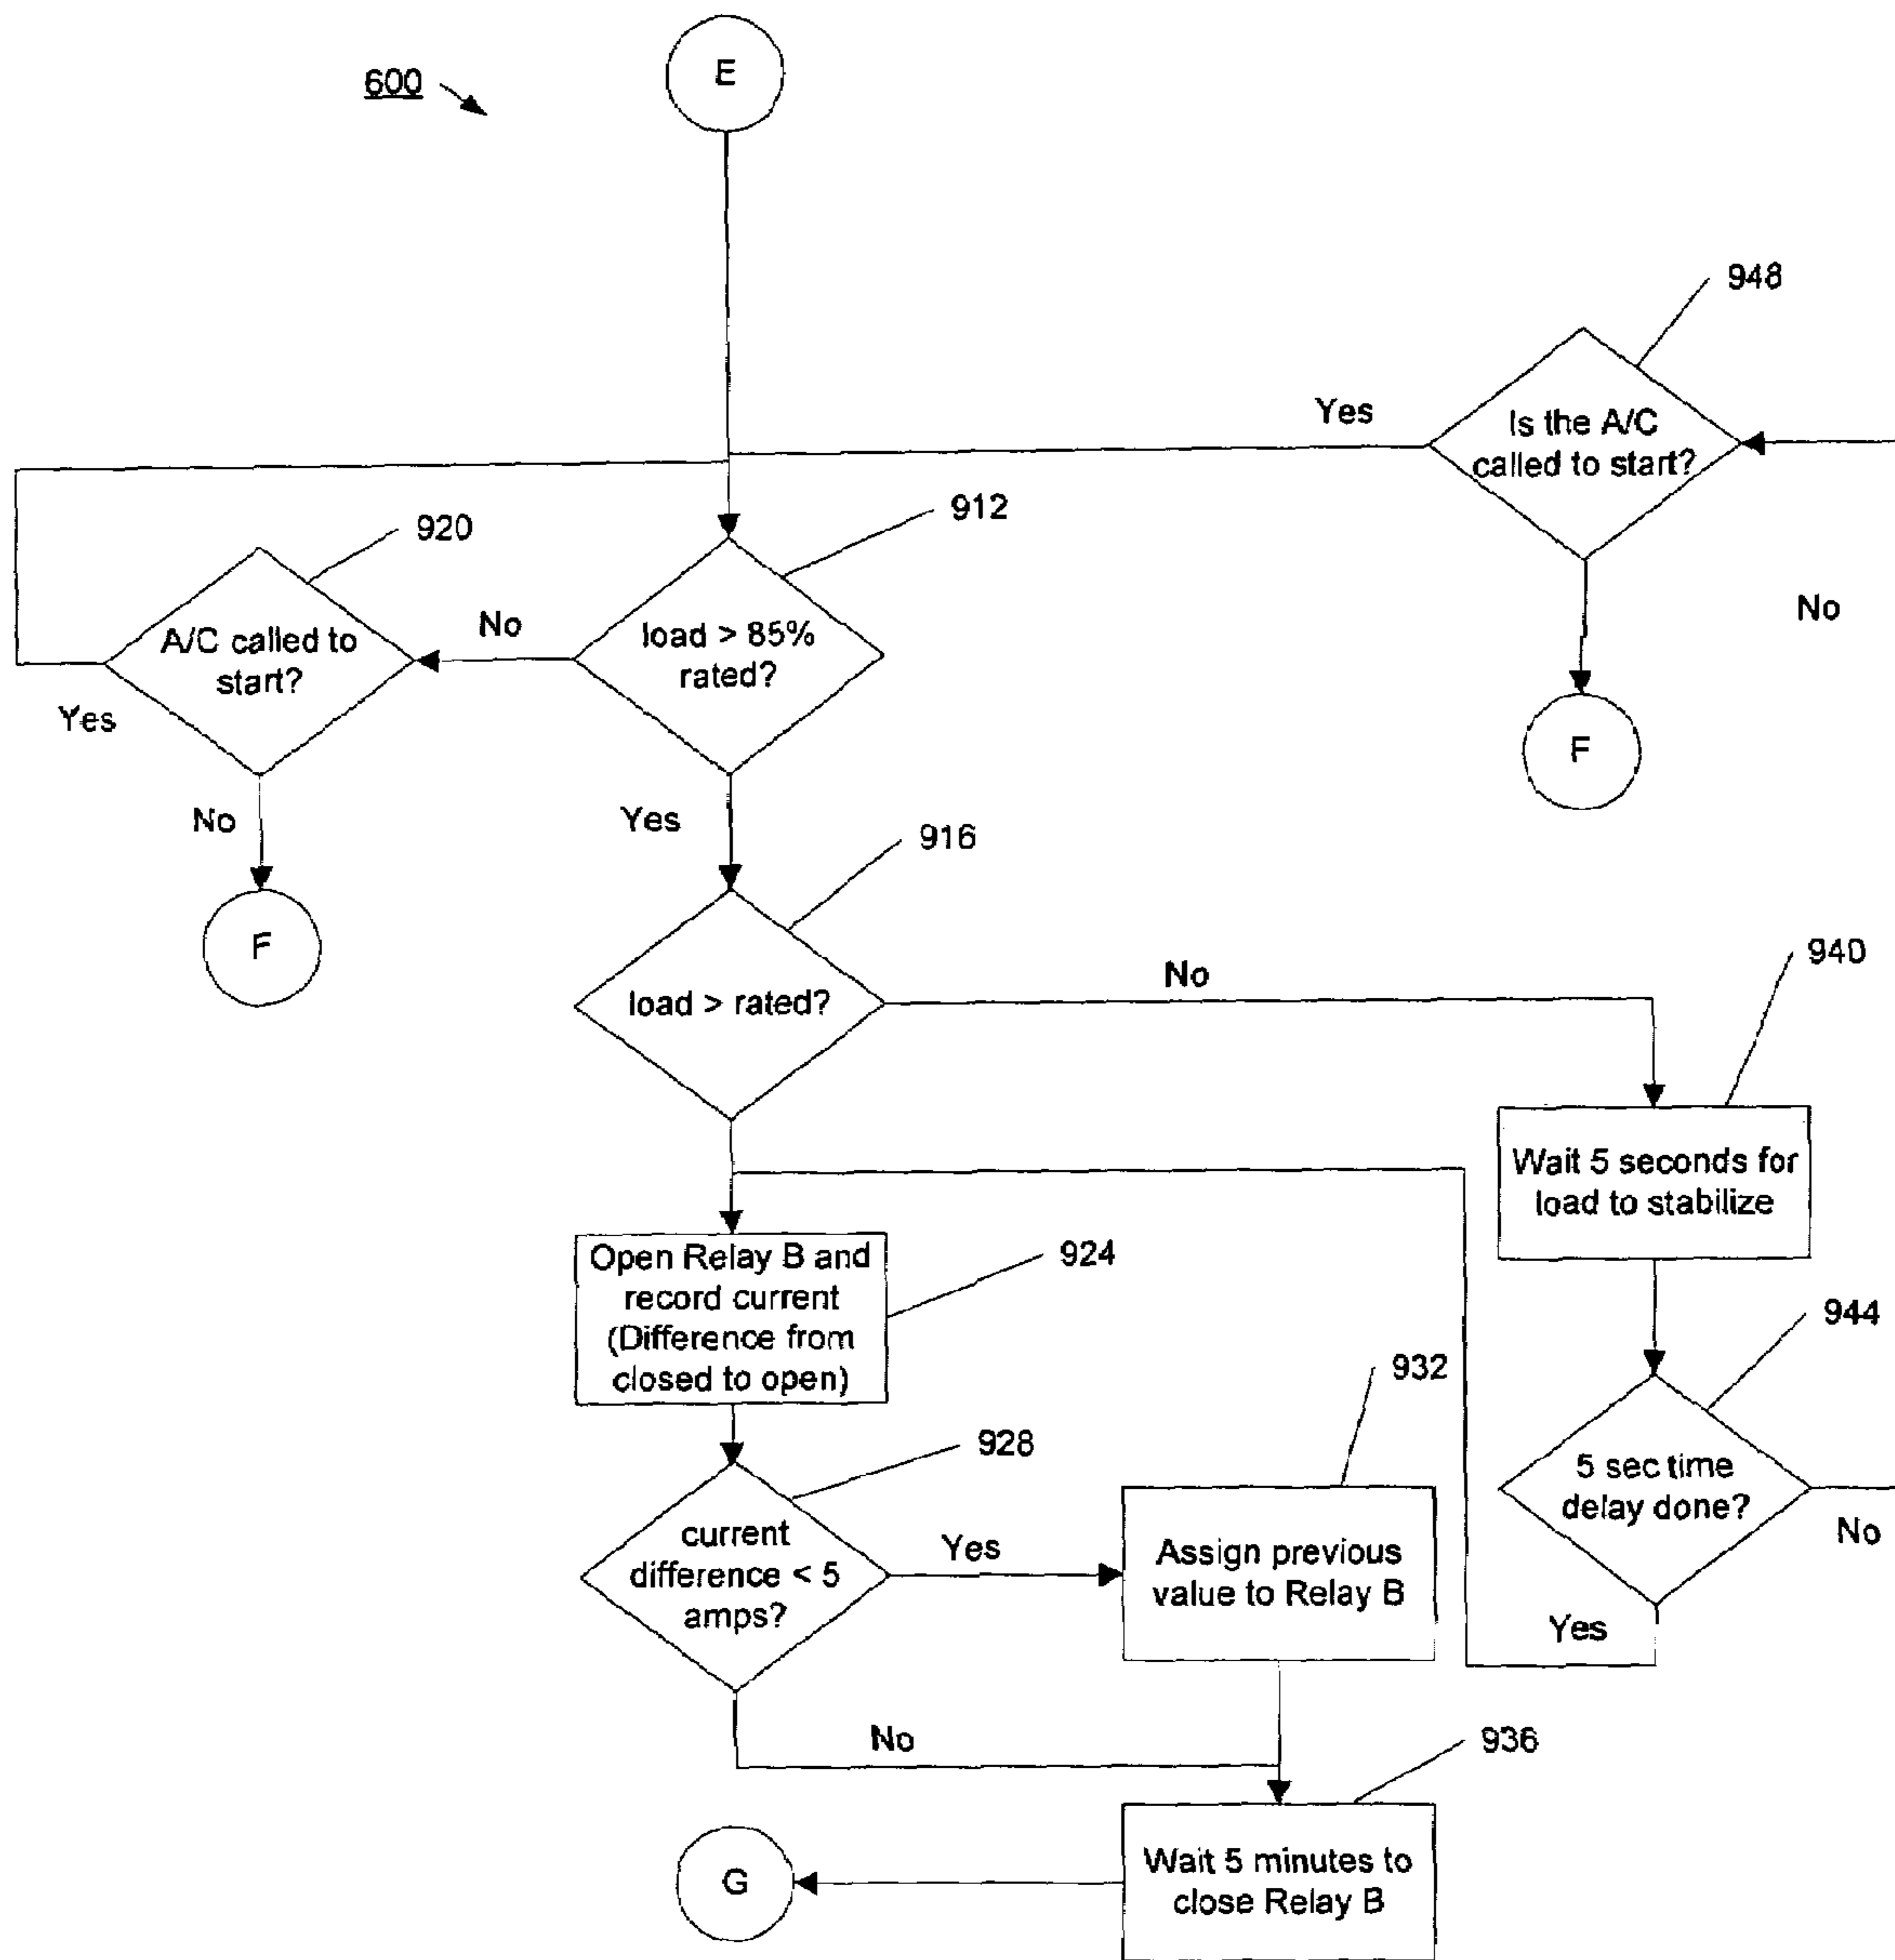 600
E
948
Yes
Is the A/C
called to start?
912
920
No
A/C called to
start?
No
load > 85%
rated?
Yes
F
No
Yes
916
F
940
No
load > rated?
Wait 5 seconds for
load to stabilize
Open Relay B and
record current
(Difference from
closed to open)
924
944
932
928
5 sec time
delay done?
No
current
difference < 5
amps?
Yes
Assign previous
value to Relay B
Yes
No
936
G
Wait 5 minutes to
close Relay B